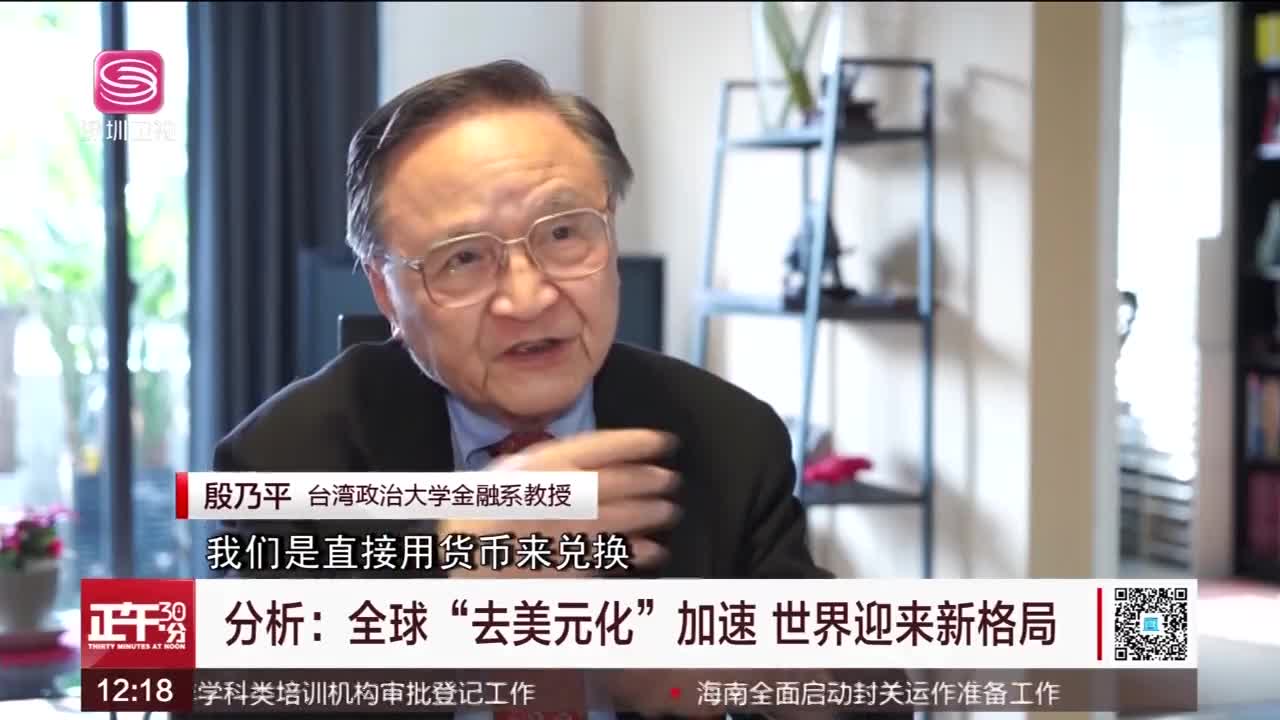 深圳卫视
殷乃平 台湾政治大学金融系教授
我们是直接用货币来兑换
正午30分
THIRTY MINUTES AT NOON
分析：全球“去美元化”加速 世界迎来新格局
12:18 学科类培训机构审批登记工作 海南全面启动封关运作准备工作